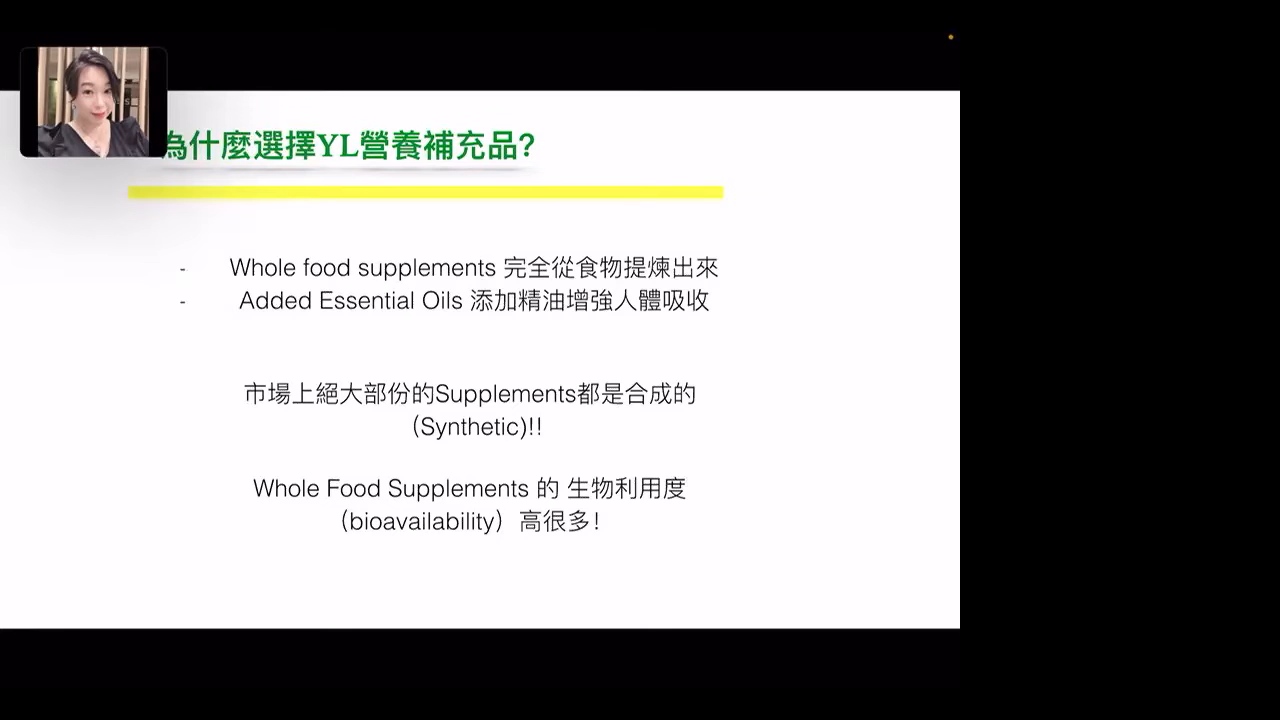 為什麼選擇YL營養補充品?
- Whole food supplements 完全從食物提煉出來
- Added Essential Oils 添加精油增強人體吸收
市場上絕大部份的Supplements都是合成的
（Synthetic)!!
Whole Food Supplements 的 生物利用度
（bioavailability）高很多!